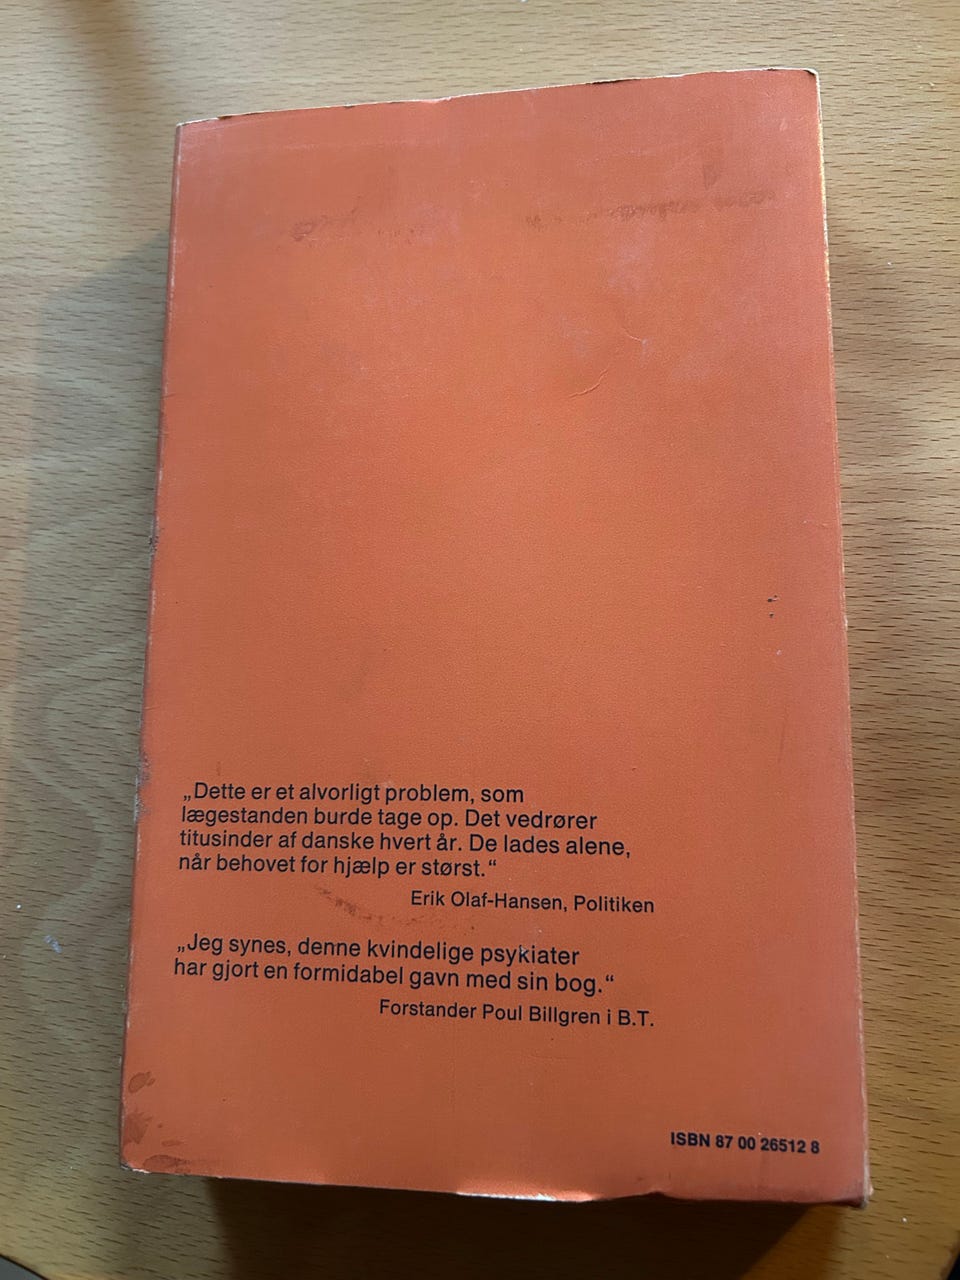 „Dette er et alvorligt problem, som
lægestanden burde tage op. Det vedrører
titusinder af danske hvert år. De lades alene,
når behovet for hjælp er størst.“
Erik Olaf-Hansen, Politiken
„Jeg synes, denne kvindelige psykiater
har gjort en formidabel gavn med sin bog.“
Forstander Poul Billgren i B.T.
ISBN 87 00 26512 8